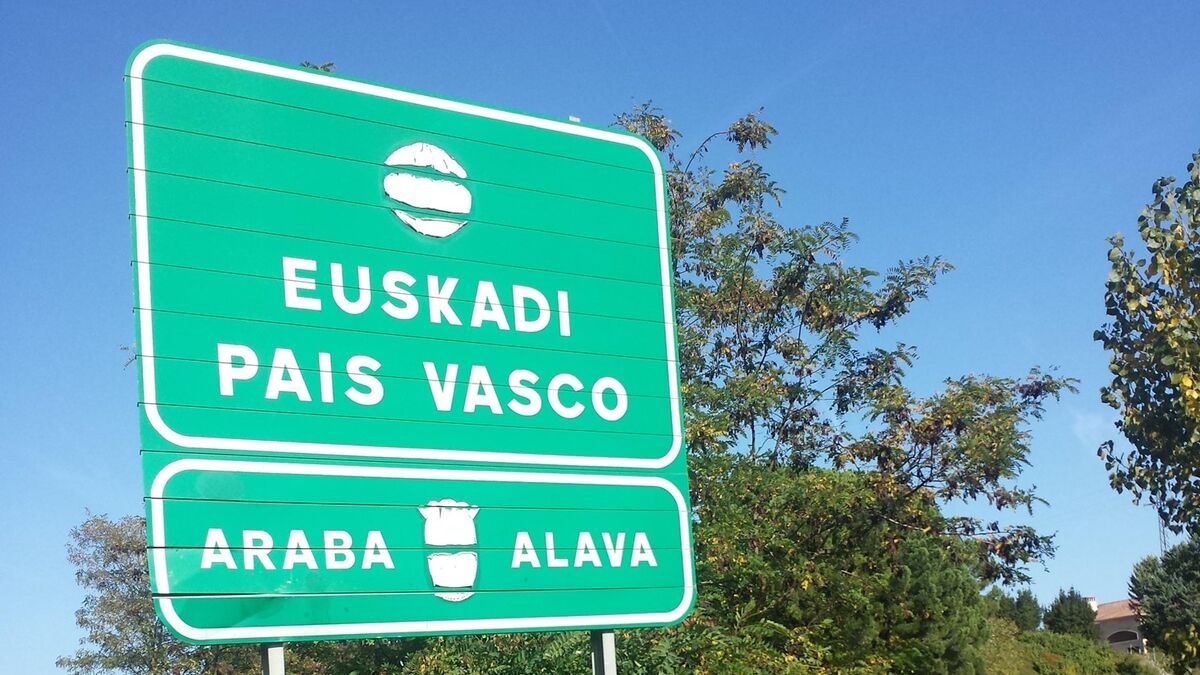 EUSKADI
PAIS VASCO
ARABA ALAVA